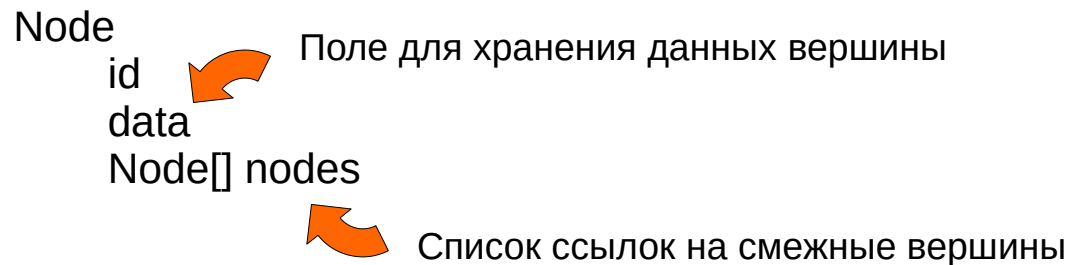 Node
Поле для хранения данных вершины
id
data
Node[] nodes
Список ссылок на смежные вершины